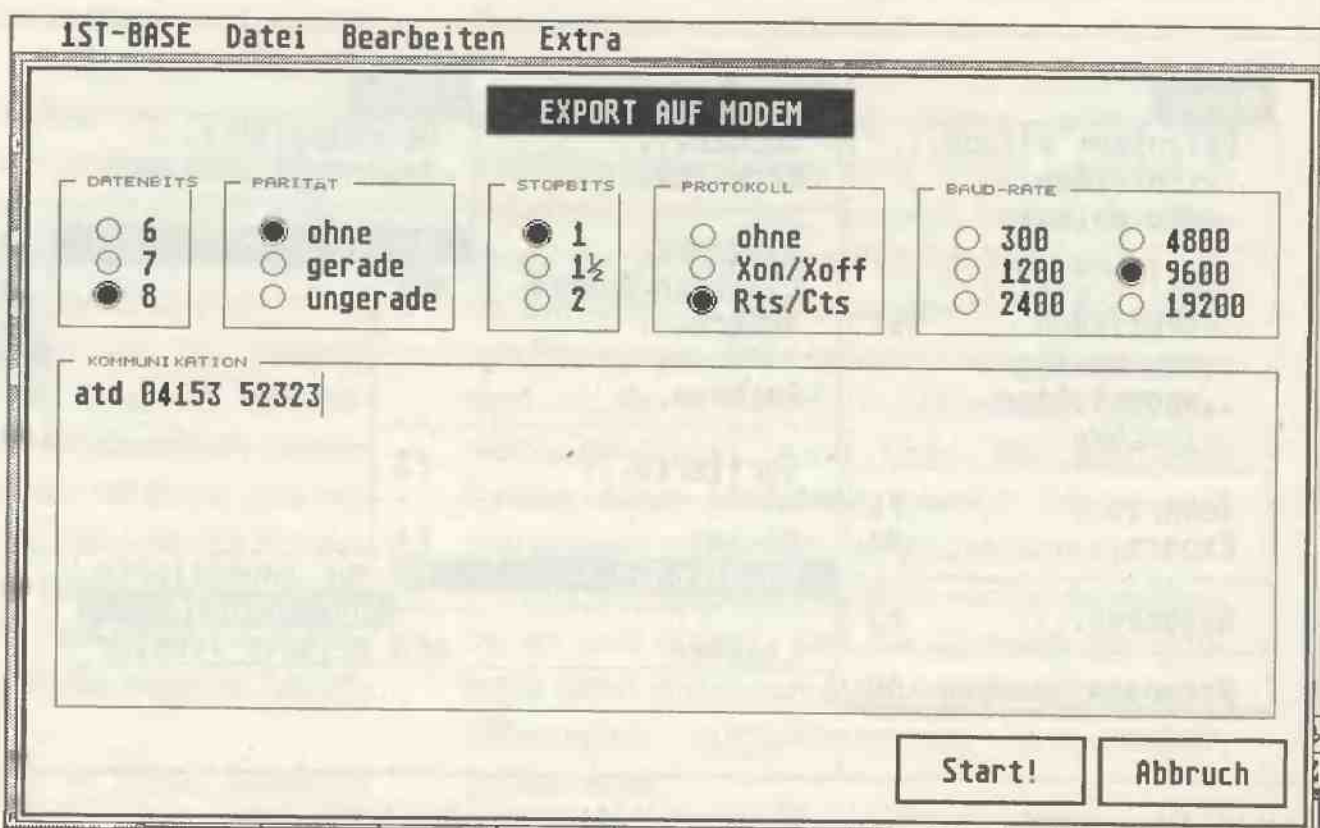 1ST-BASE Datei Bearbeiten Extra
EXPORT AUF MODEM
DATENBITS
6
7
8
PARITÄT
ohne
gerade
ungerade
STOPBITS
1
1½
2
PROTOKOLL
ohne
Xon/Xoff
Rts/Cts
BAUD-RATE
300
1200
2400
4800
9600
19200
KOMMUNIKATION
atd 04153 52323
Start!
Abbruch